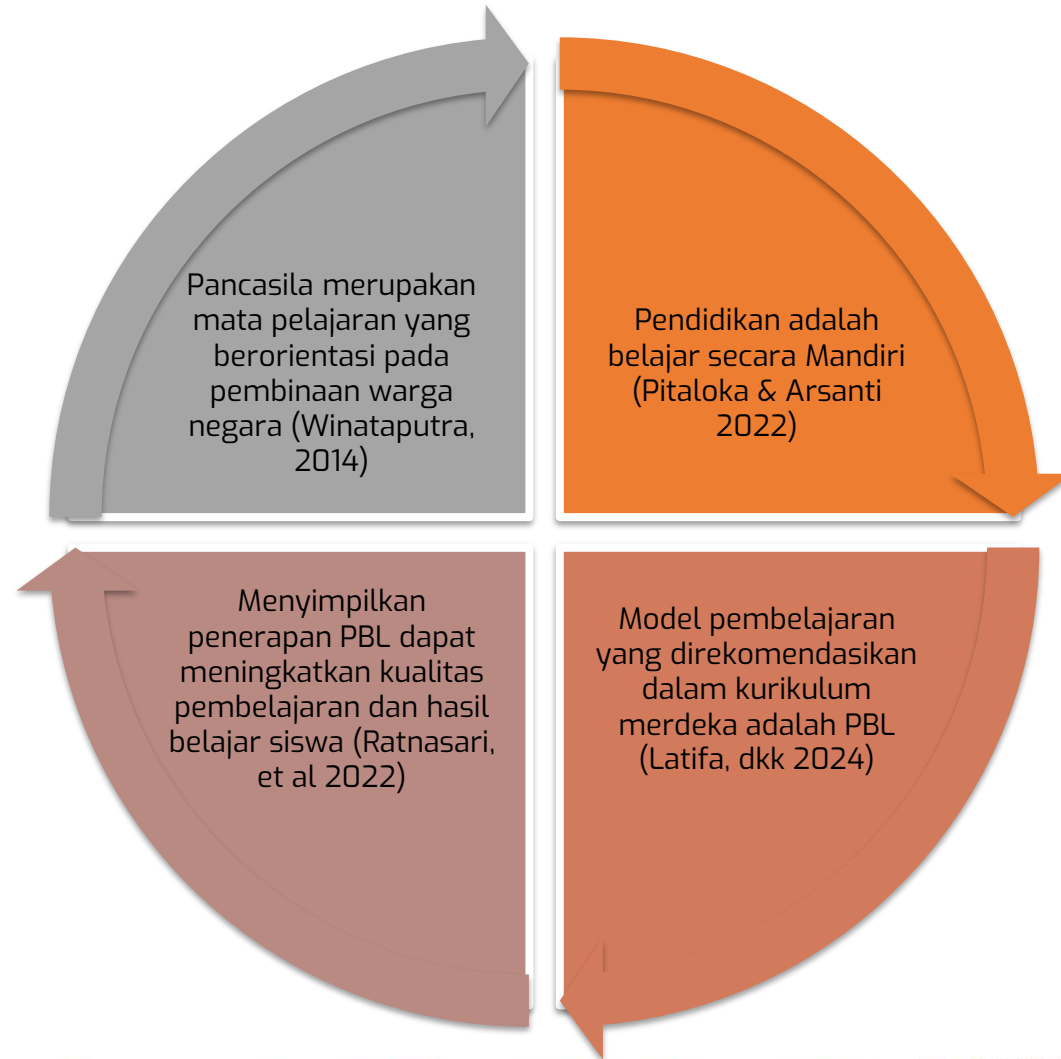 Pancasila merupakan
mata pelajaran yang
berorientasi pada
pembinaan warga
negara (Winataputra,
2014)
Pendidikan adalah
belajar secara Mandiri
(Pitaloka & Arsanti
2022)
Menyimpilkan
penerapan PBL dapat
meningkatkan kualitas
pembelajaran dan hasil
belajar siswa (Ratnasari,
et al 2022)
Model pembelajaran
yang direkomendasikan
dalam kurikulum
merdeka adalah PBL
(Latifa, dkk 2024)